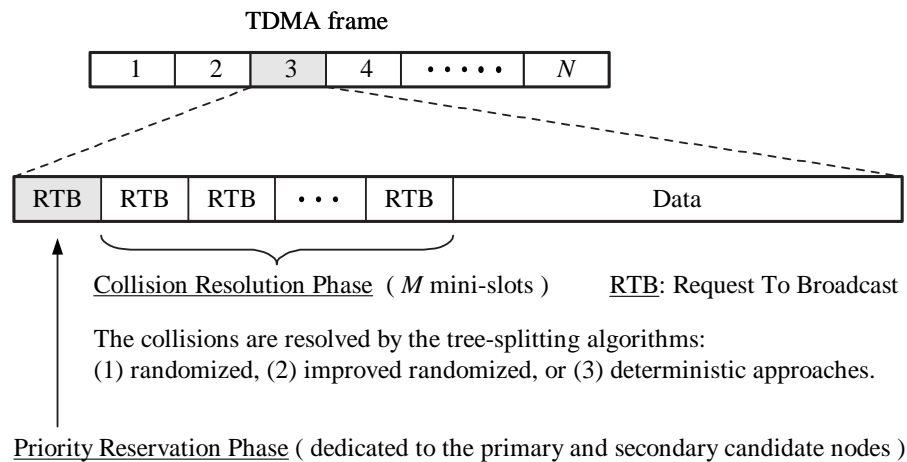 TDMA frame
1 2 3 4 ····· N
RTB RTB RTB ··· RTB Data
Collision Resolution Phase ( M mini-slots ) RTB: Request To Broadcast
The collisions are resolved by the tree-splitting algorithms:
(1) randomized, (2) improved randomized, or (3) deterministic approaches.
Priority Reservation Phase ( dedicated to the primary and secondary candidate nodes )